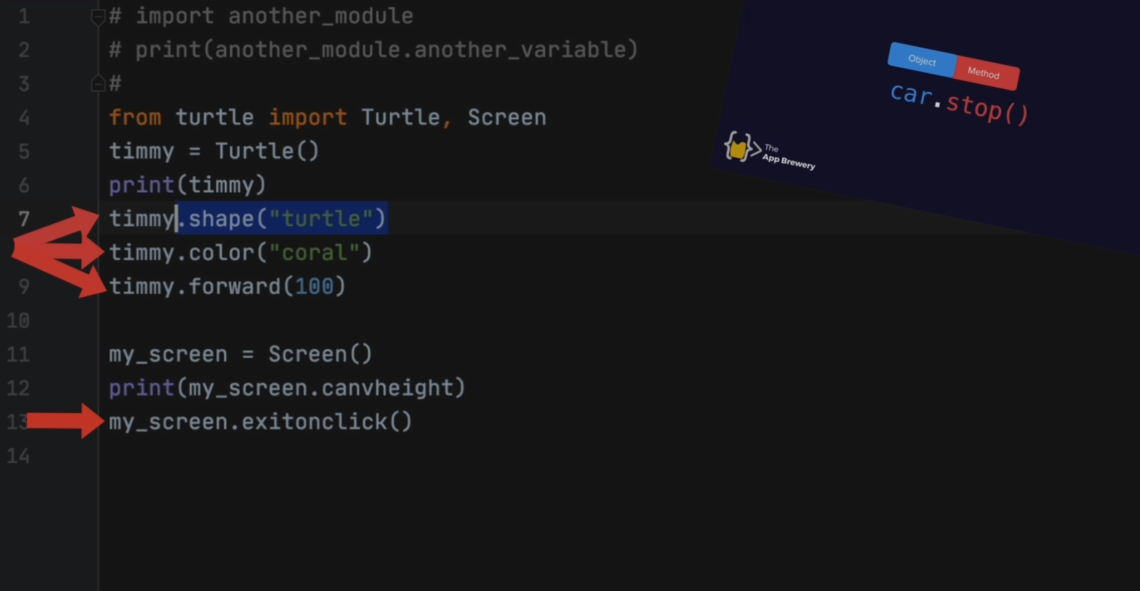 1 # import another_module
2 # print(another_module.another_variable)
3 #
4 from turtle import Turtle, Screen
5 timmy = Turtle()
6 print(timmy)
7 timmy.shape("turtle")
timmy.color("coral")
9 timmy.forward(100)
10
11 my_screen = Screen()
12 print(my_screen.canvheight)
13 my_screen.exitonclick()
14
Object Method
car.stop()
The
App Brewery